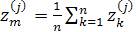 z_m^{(j)} = \frac{1}{n} \sum_{k=1}^{n} z_k^{(j)}